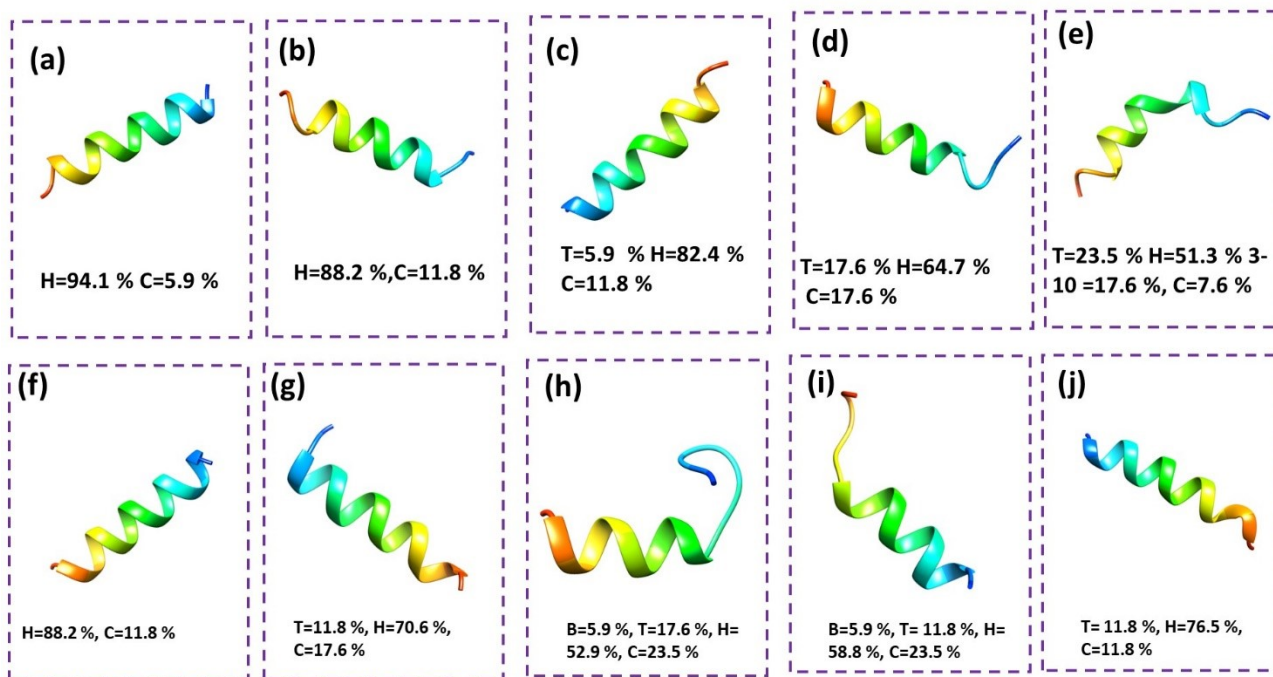 (a)
H=94.1 % C=5.9 %
(b)
H=88.2 %,C=11.8 %
(c)
T=5.9 % H=82.4 %
C=11.8 %
(d)
T=17.6 % H=64.7 %
C=17.6 %
(e)
T=23.5 % H=51.3 % 3-
10 =17.6 %, C=7.6 %
(f)
H=88.2 %, C=11.8 %
(g)
T=11.8 %, H=70.6 %,
C=17.6 %
(h)
B=5.9 %, T=17.6 %, H=
52.9 %, C=23.5 %
(i)
B=5.9 %, T= 11.8 %, H=
58.8 %, C=23.5 %
(j)
T= 11.8 %, H=76.5 %,
C=11.8 %